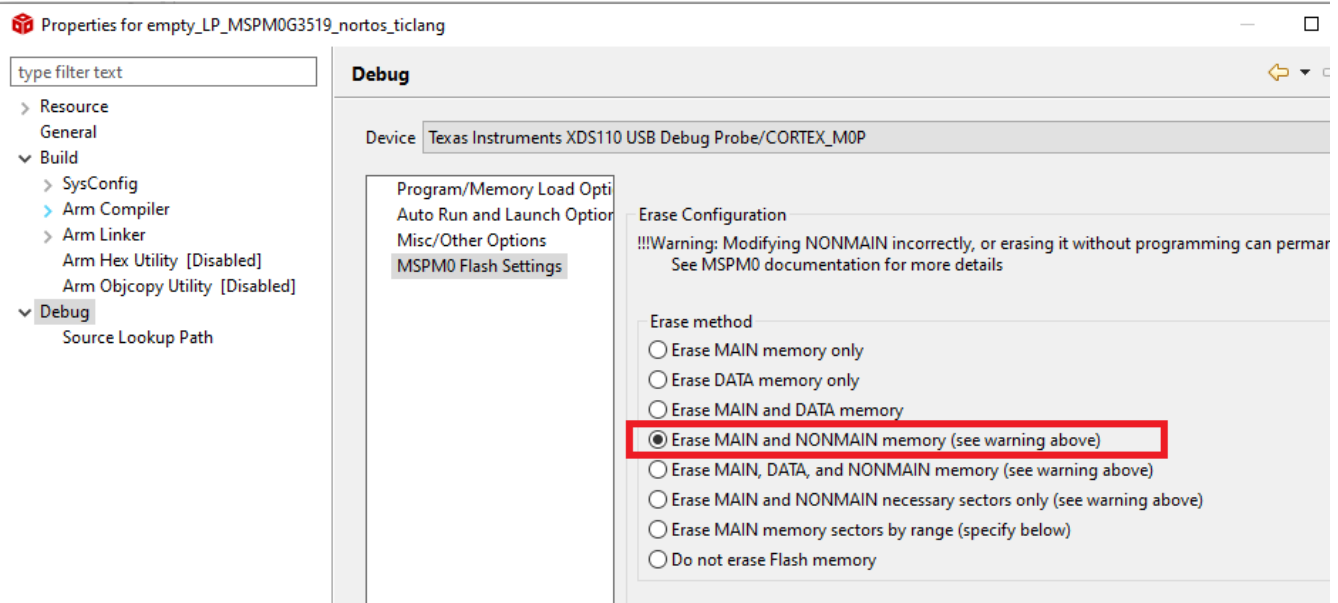 Properties for empty_LP_MSPM0G3519_nortos_ticlang
type filter text
Resource
General
Build
SysConfig
Arm Compiler
Arm Linker
Arm Hex Utility [Disabled]
Arm Objcopy Utility [Disabled]
Debug
Source Lookup Path
Debug
Device Texas Instruments XDS110 USB Debug Probe/CORTEX_M0P
Program/Memory Load Opti
Auto Run and Launch Option
Misc/Other Options
MSPM0 Flash Settings
Erase Configuration
!!!Warning: Modifying NONMAIN incorrectly, or erasing it without programming can permar
See MSPM0 documentation for more details
Erase method
Erase MAIN memory only
Erase DATA memory only
Erase MAIN and DATA memory
Erase MAIN and NONMAIN memory (see warning above)
Erase MAIN, DATA, and NONMAIN memory (see warning above)
Erase MAIN and NONMAIN necessary sectors only (see warning above)
Erase MAIN memory sectors by range (specify below)
Do not erase Flash memory